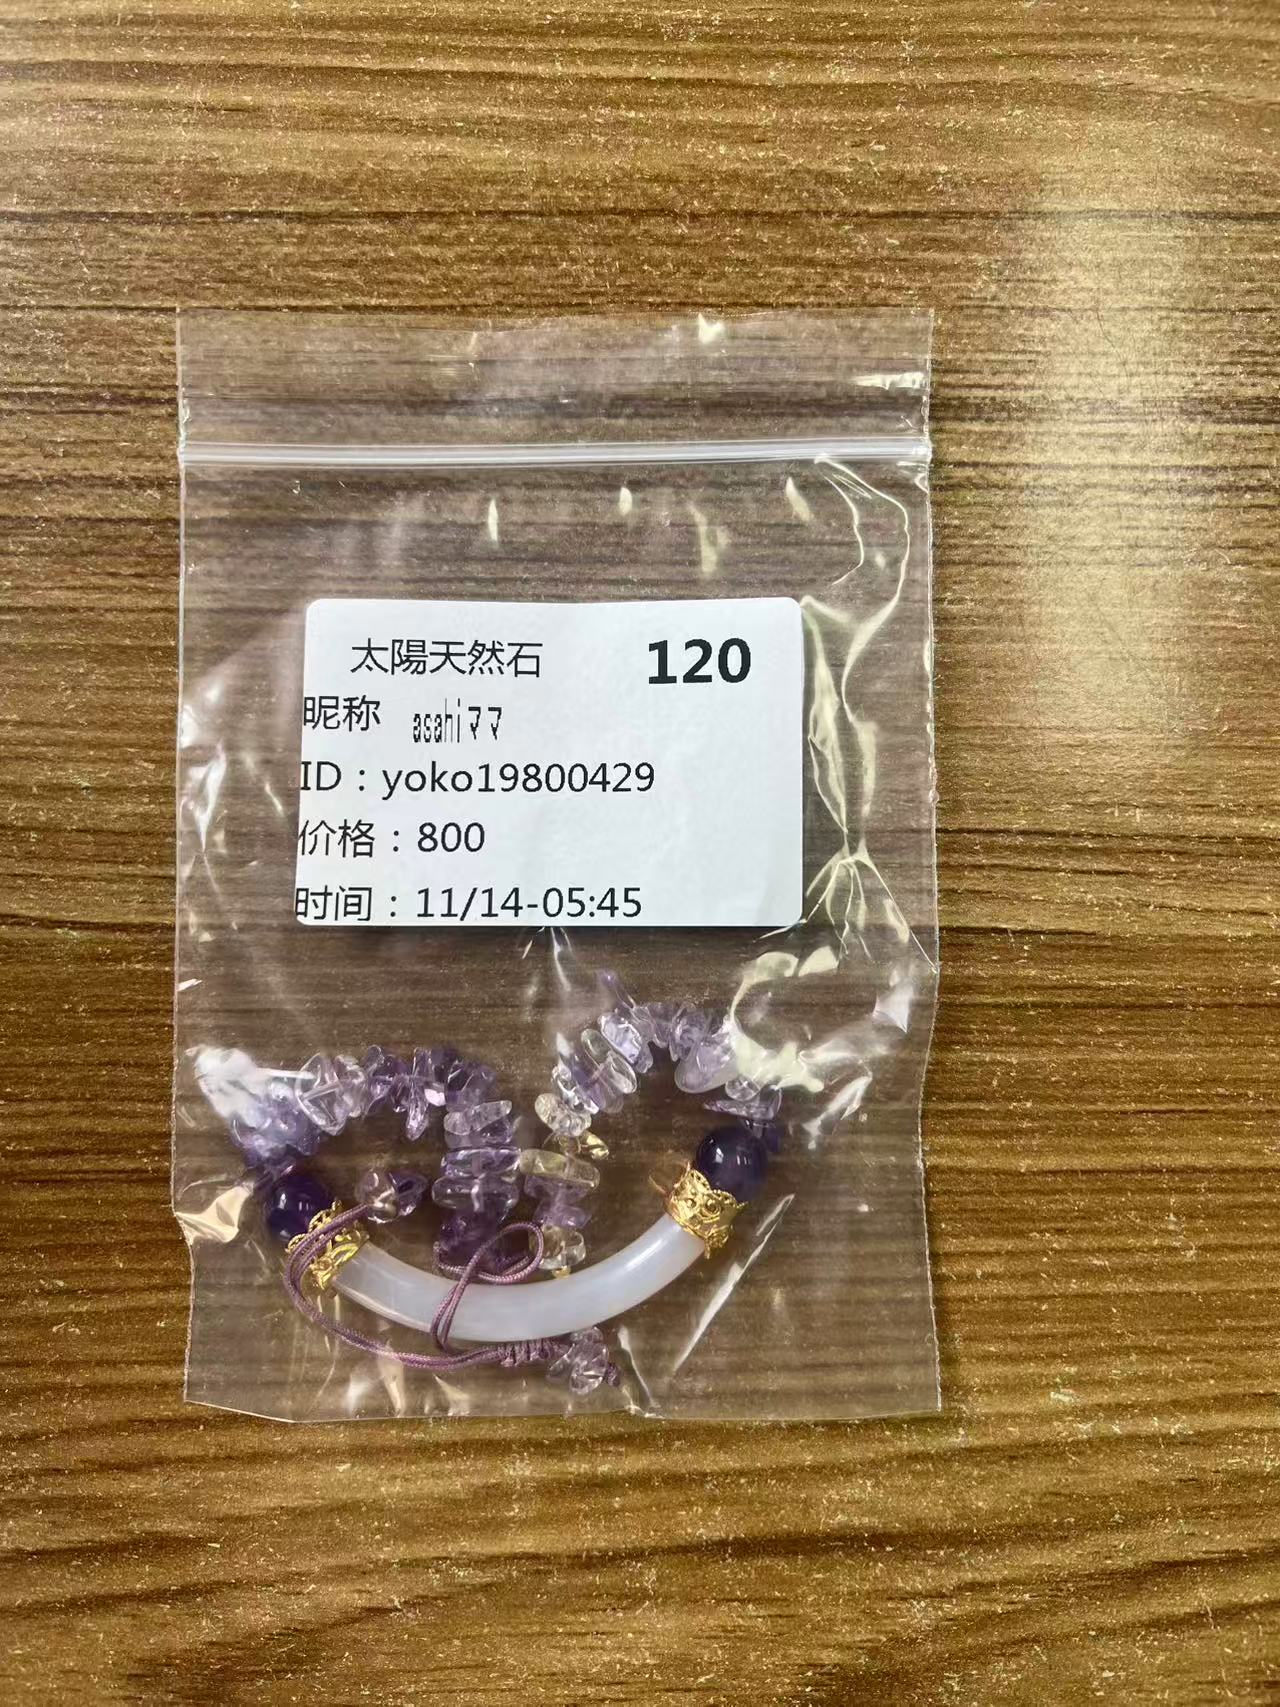 太陽天然石 120
昵称 asahiママ
ID：yoko19800429
价格：800
时间：11/14-05:45